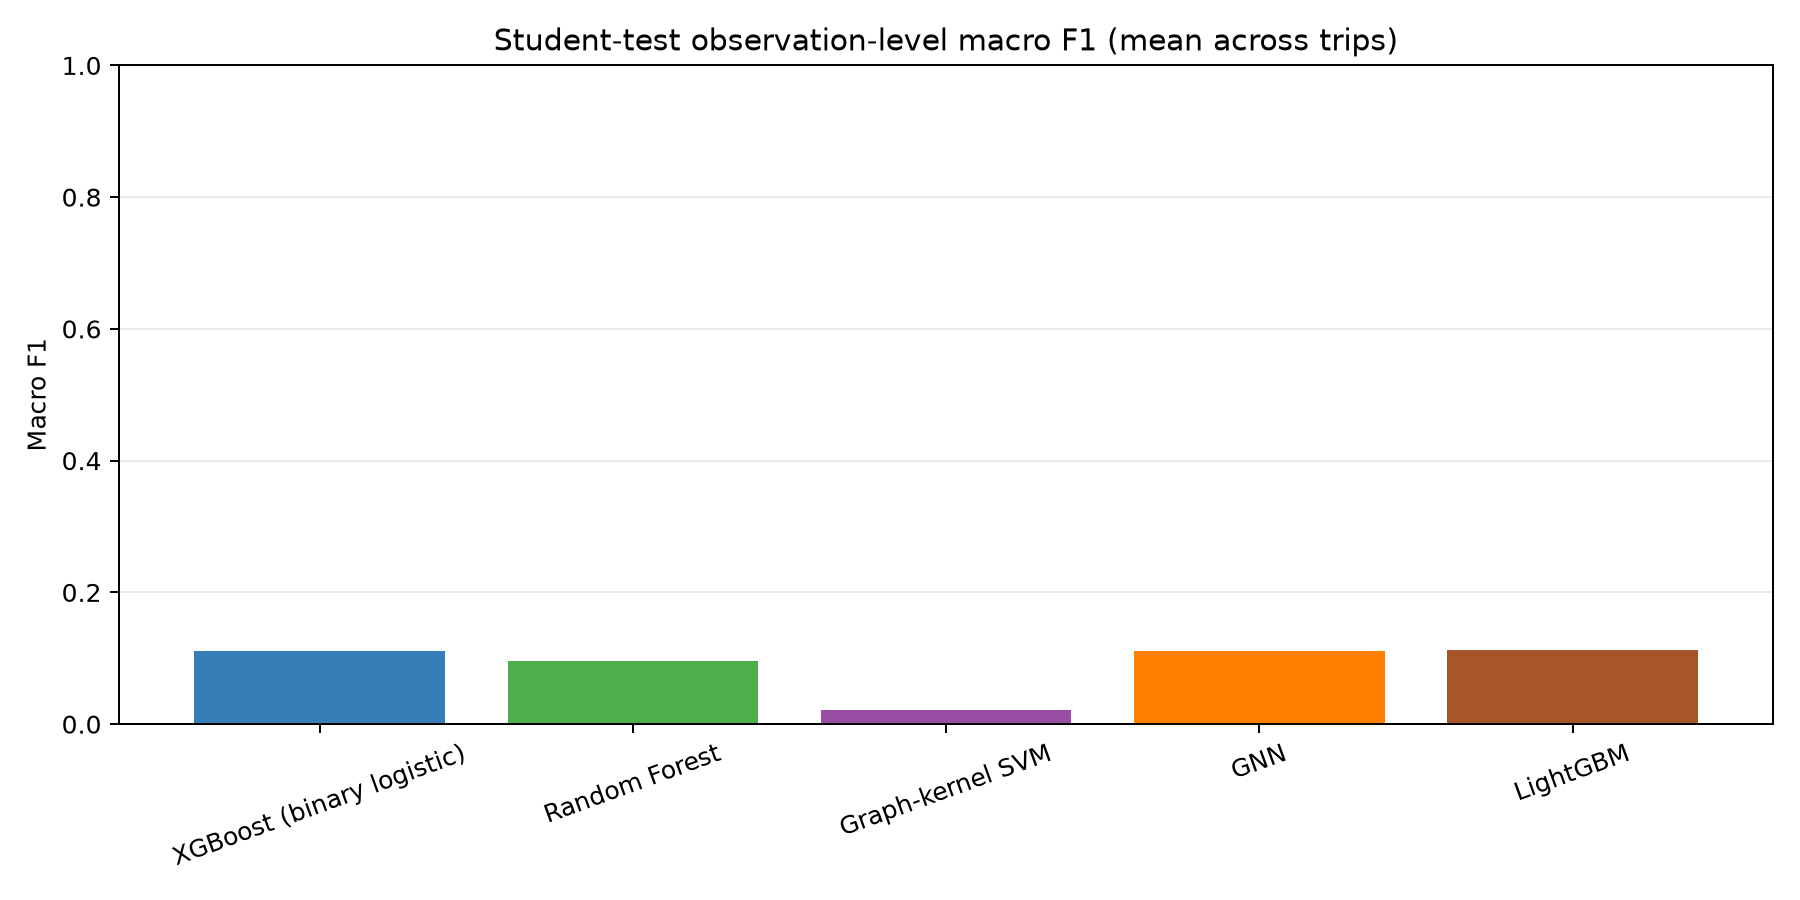 Student-test observation-level macro F1 (mean across trips)
1.0
0.8
0.6
0.4
0.2
0.0
Macro F1
XGBoost (binary logistic)
Random Forest
Graph-kernel SVM
GNN
LightGBM